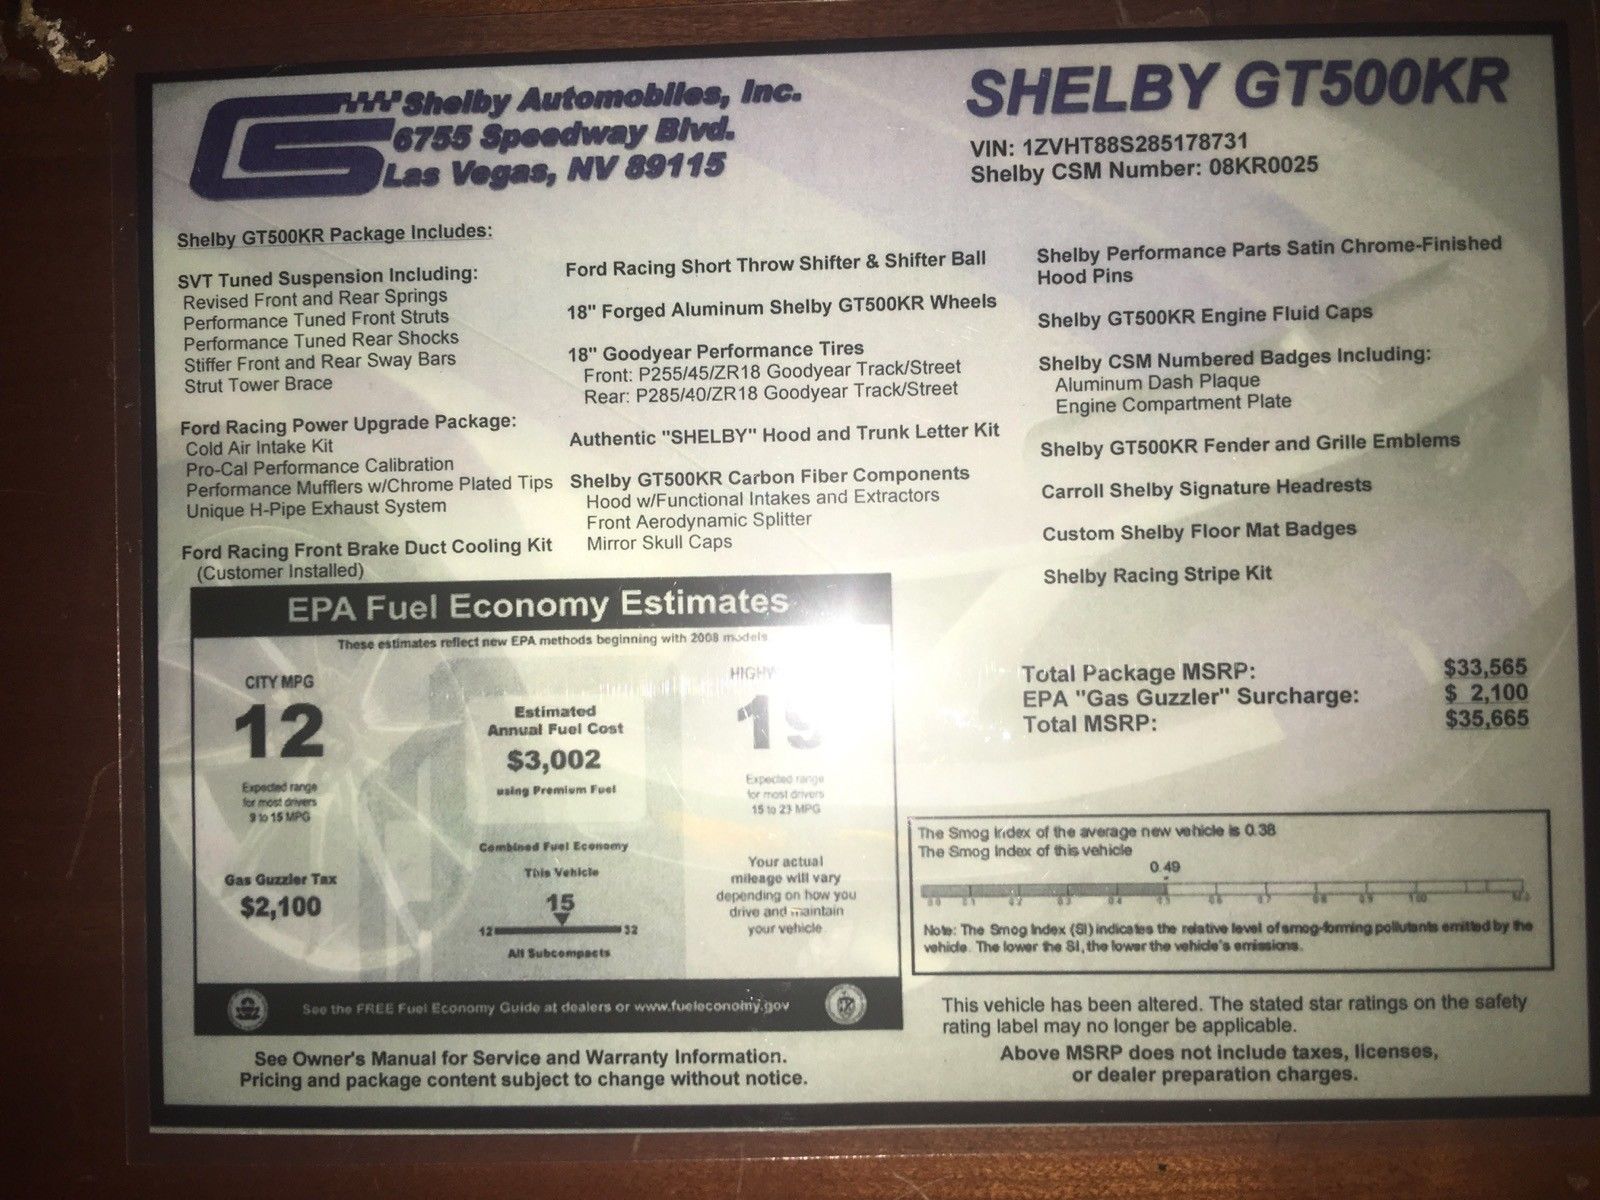 Shelby Automobiles, Inc.
6755 Speedway Blvd.
Las Vegas, NV 89115
SHELBY GT500KR
VIN: 1ZVHT88S285178731
Shelby CSM Number: 08KR0025
Shelby GT500KR Package Includes:
SVT Tuned Suspension Including:
Revised Front and Rear Springs
Performance Tuned Front Struts
Performance Tuned Rear Shocks
Stiffer Front and Rear Sway Bars
Strut Tower Brace
Ford Racing Power Upgrade Package:
Cold Air Intake Kit
Pro-Cal Performance Calibration
Performance Mufflers w/Chrome Plated Tips
Unique H-Pipe Exhaust System
Ford Racing Front Brake Duct Cooling Kit
(Customer Installed)
Ford Racing Short Throw Shifter & Shifter Ball
18" Forged Aluminum Shelby GT500KR Wheels
18" Goodyear Performance Tires
Front: P255/45/ZR18 Goodyear Track/Street
Rear: P285/40/ZR18 Goodyear Track/Street
Authentic "SHELBY" Hood and Trunk Letter Kit
Shelby GT500KR Carbon Fiber Components
Hood w/Functional Intakes and Extractors
Front Aerodynamic Splitter
Mirror Skull Caps
Shelby Performance Parts Satin Chrome-Finished
Hood Pins
Shelby GT500KR Engine Fluid Caps
Shelby CSM Numbered Badges Including:
Aluminum Dash Plaque
Engine Compartment Plate
Shelby GT500KR Fender and Grille Emblems
Carroll Shelby Signature Headrests
Custom Shelby Floor Mat Badges
Shelby Racing Stripe Kit
EPA Fuel Economy Estimates
These estimates reflect new EPA methods beginning with 2008 models
CITY MPG
12
Expected range
for most drivers
9 to 15 MPG
Gas Guzzler Tax
$2,100
Estimated
Annual Fuel Cost
$3,002
using Premium Fuel
Combined Fuel Economy
This Vehicle
15
12 32
All Subcompacts
19
Expected range
for most drivers
15 to 23 MPG
Your actual
mileage will vary
depending on how you
drive and maintain
your vehicle
See the FREE Fuel Economy Guide at dealers or www.fueleconomy.gov
Total Package MSRP: $33,565
EPA "Gas Guzzler" Surcharge: $ 2,100
Total MSRP: $35,665
The Smog Index of the average new vehicle is 0.38
The Smog Index of this vehicle
0.49
Note: The Smog Index (SI) indicates the relative level of smog-forming pollutants emitted by the
vehicle. The lower the SI, the lower the vehicle's emissions.
This vehicle has been altered. The stated star ratings on the safety
rating label may no longer be applicable.
Above MSRP does not include taxes, licenses,
or dealer preparation charges.
See Owner's Manual for Service and Warranty Information.
Pricing and package content subject to change without notice.